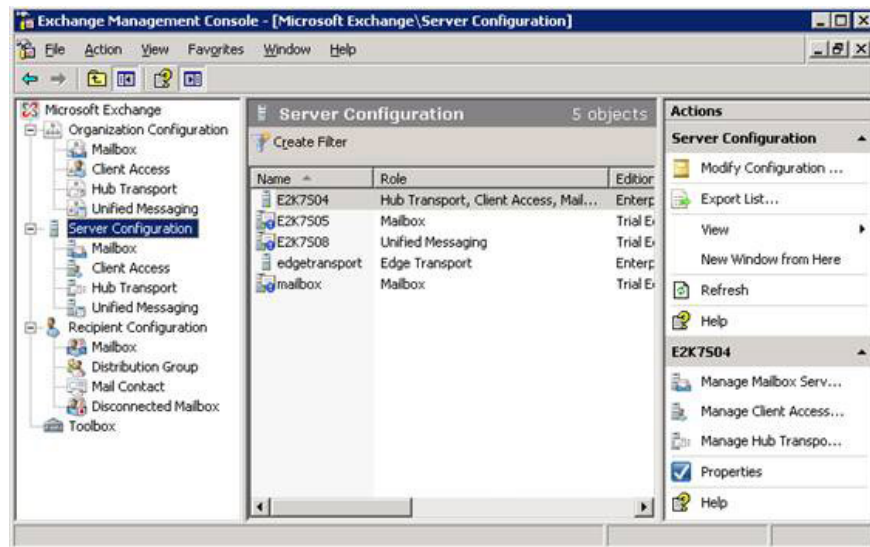 Exchange Management Console - [Microsoft Exchange\Server Configuration]
File Action View Favorites Window Help
Microsoft Exchange
Organization Configuration
Mailbox
Client Access
Hub Transport
Unified Messaging
Server Configuration
Mailbox
Client Access
Hub Transport
Unified Messaging
Recipient Configuration
Mailbox
Distribution Group
Mail Contact
Disconnected Mailbox
Toolbox
Server Configuration 5 objects
Create Filter
Name Role Edition
E2K7S04 Hub Transport, Client Access, Mail... Enterp
E2K7S05 Mailbox Trial E
E2K7S08 Unified Messaging Trial E
edgetransport Edge Transport Enterp
mailbox Mailbox Trial E
Actions
Server Configuration
Modify Configuration ...
Export List...
View
New Window from Here
Refresh
Help
E2K7S04
Manage Mailbox Serv...
Manage Client Access...
Manage Hub Transpo...
Properties
Help